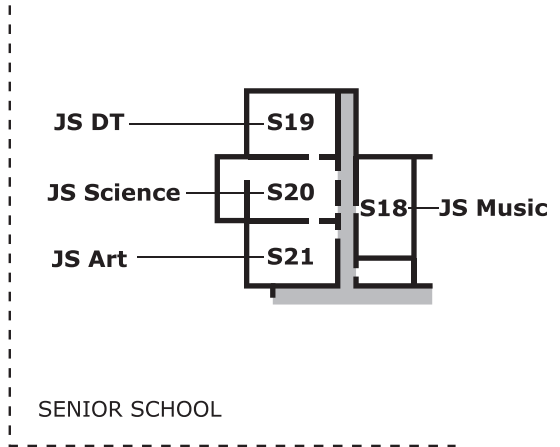 JS DT S19
JS Science S20
S18 JS Music
JS Art S21
SENIOR SCHOOL